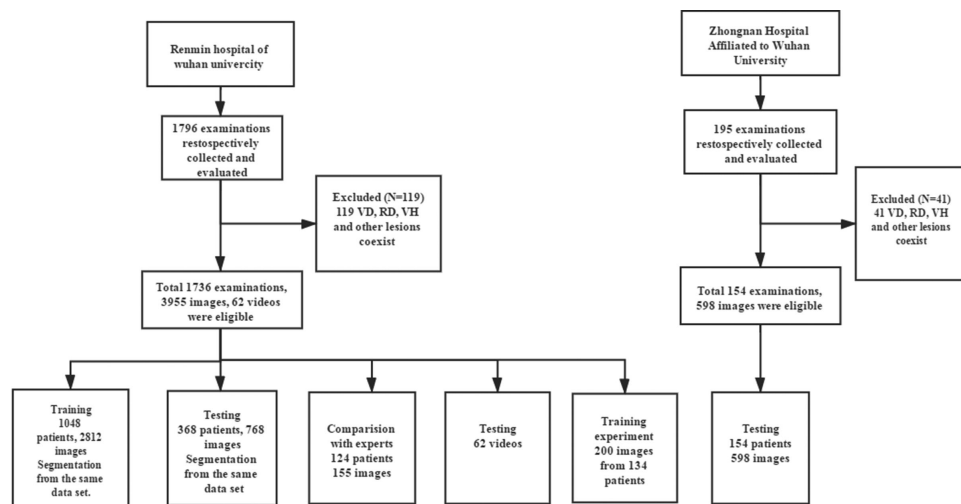 Renmin hospital of
wuhan univercity
1796 examinations
restospectively
collected and
evaluated
Excluded (N=119)
119 VD, RD, VH
and other lesions
coexist
Total 1736 examinations,
3955 images, 62 videos
were eligible
Training
1048
patients, 2812
images
Segmentation
from the same
data set.
Testing
368 patients, 768
images
Segmentation
from the same
data set
Comparision
with experts
124 patients
155 images
Testing
62 videos
Training
experiment
200 images
from 134
patients
Zhongnan Hospital
Affiliated to Wuhan
University
195 examinations
restospectively collected
and evaluated
Excluded (N=41)
41 VD, RD, VH
and other lesions
coexist
Total 154 examinations,
598 images were eligible
Testing
154 patients
598 images